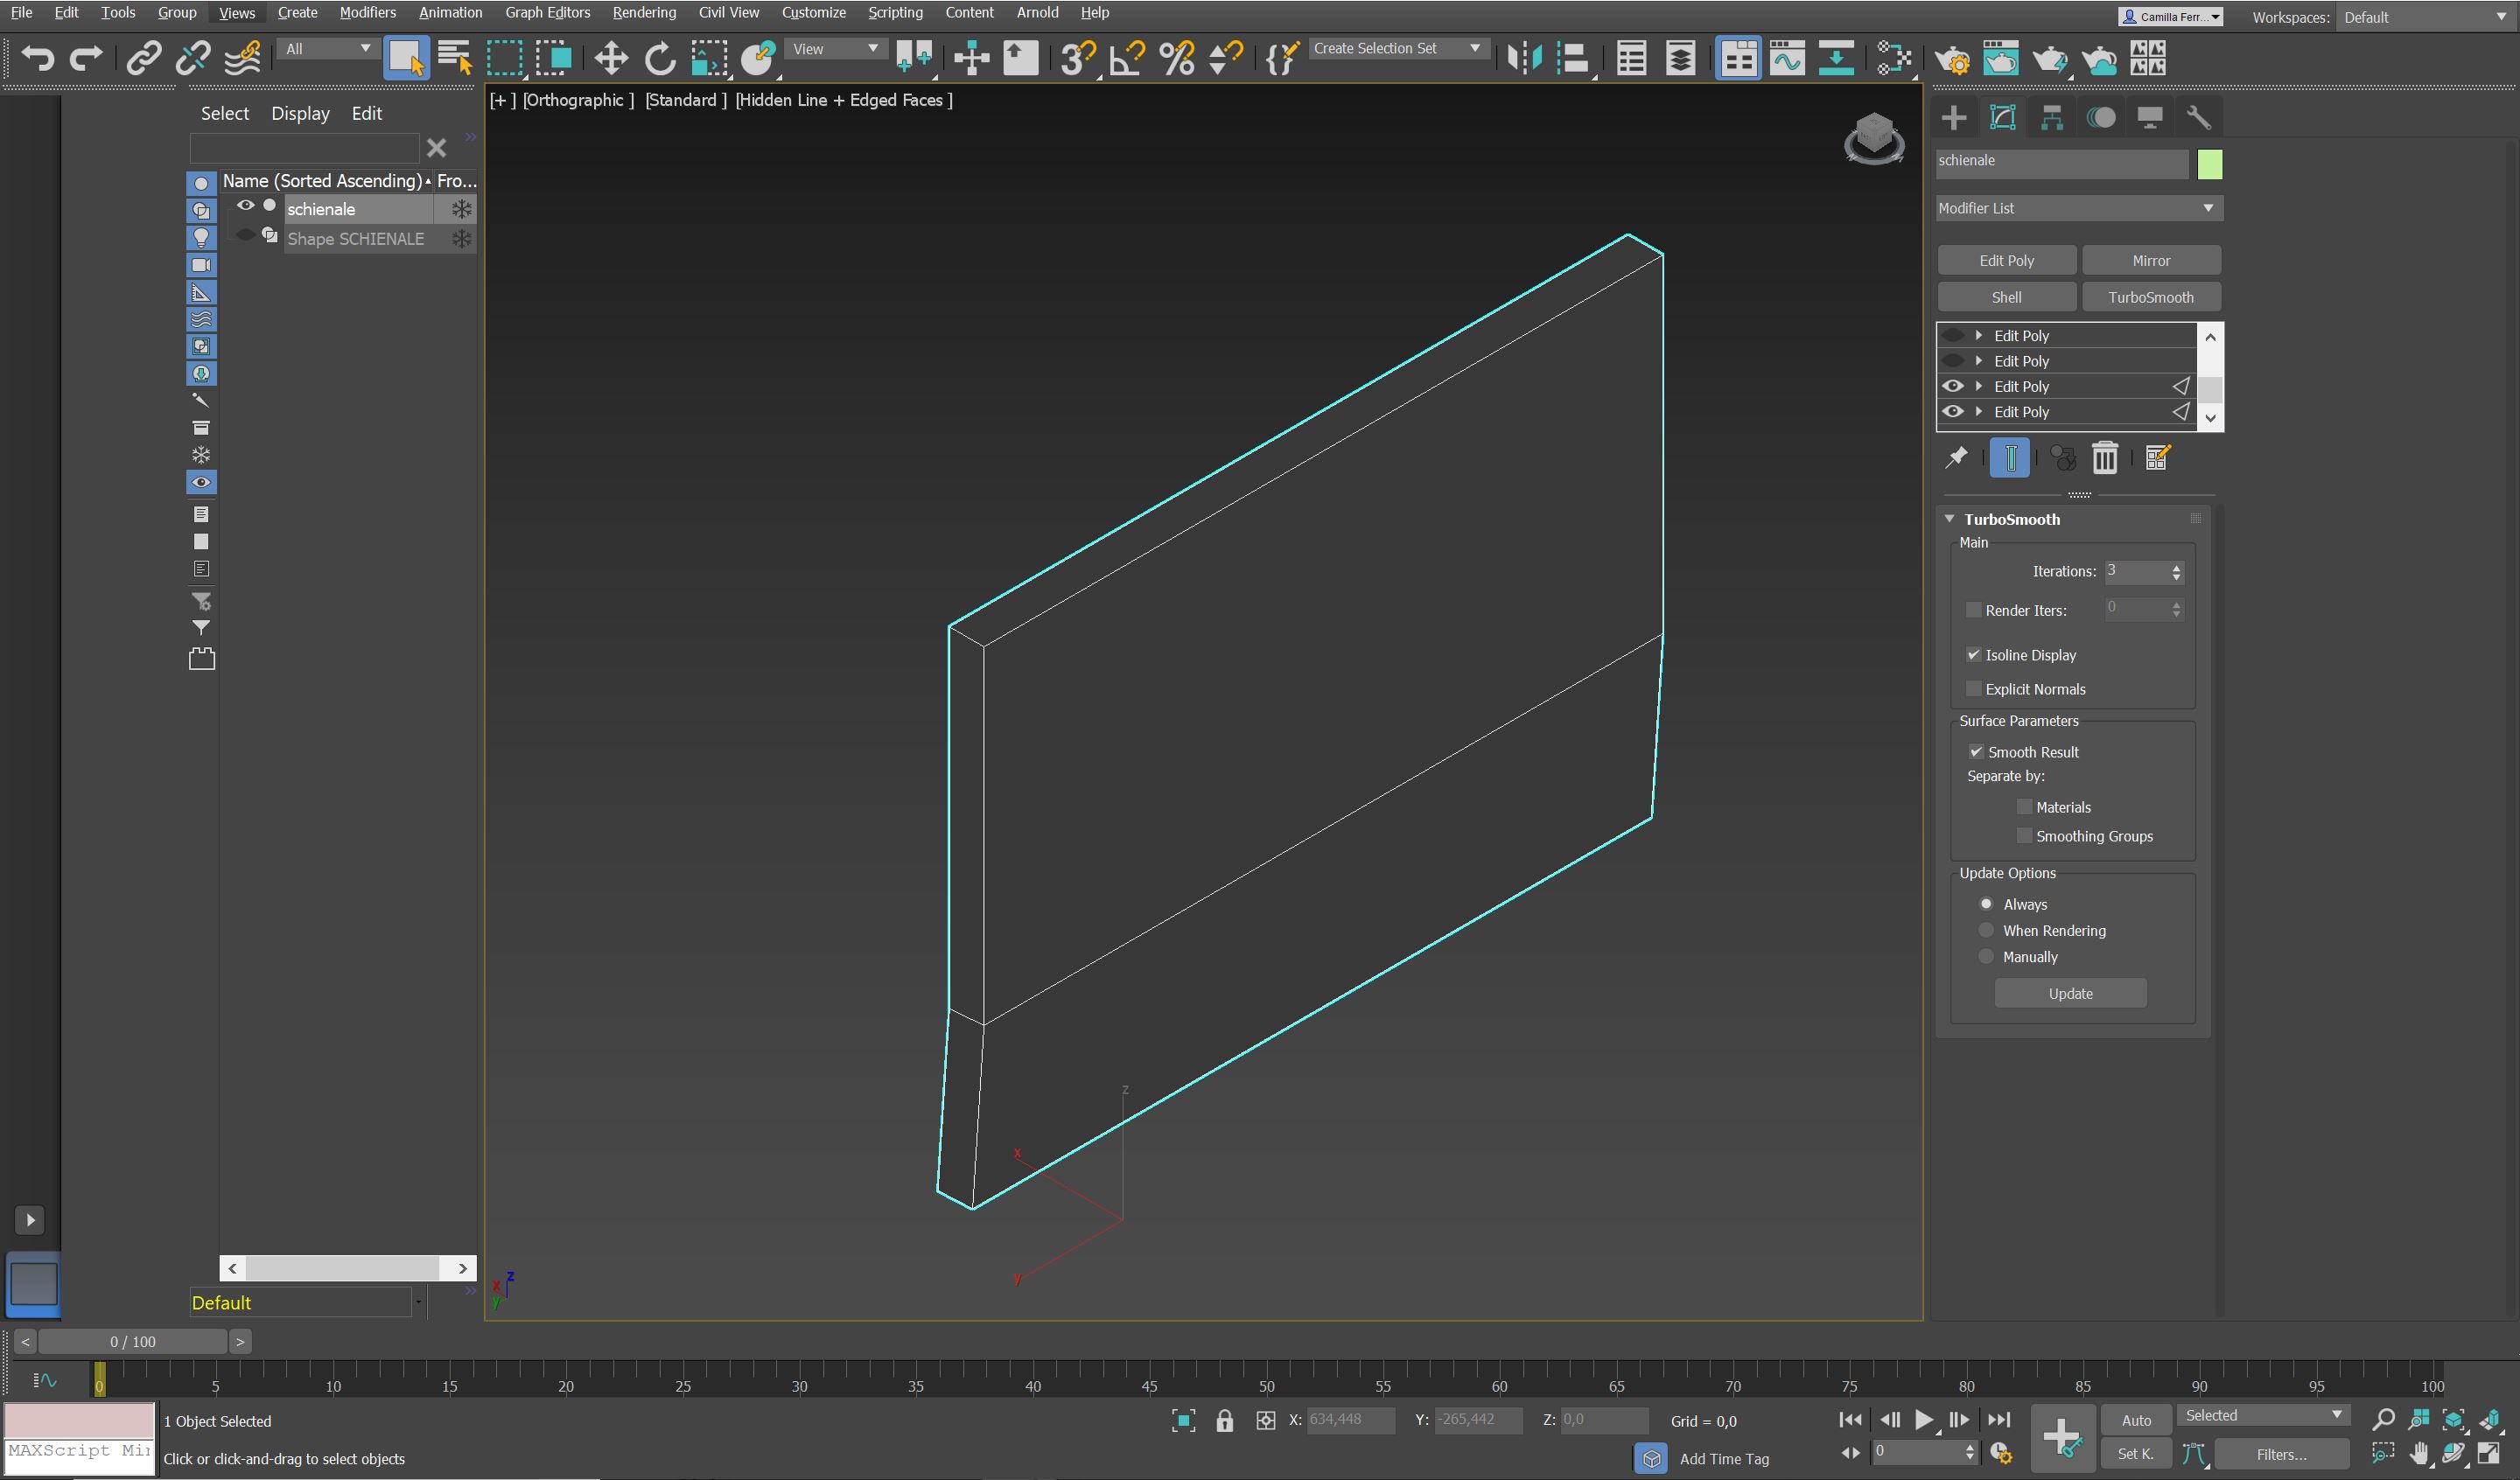 File Edit Tools Group Views Create Modifiers Animation Graph Editors Rendering Civil View Customize Scripting Content Arnold Help
Camilla Ferr... Workspaces: Default
All View Create Selection Set
[+ ] [Orthographic ] [Standard ] [Hidden Line + Edged Faces ]
Select Display Edit
Name (Sorted Ascending) Fro...
schienale
Shape SCHIENALE
Default
z
x
y
x z
y
schienale
Modifier List
Edit Poly Mirror
Shell TurboSmooth
Edit Poly
Edit Poly
Edit Poly
Edit Poly
TurboSmooth
Main
Iterations: 3
Render Iters: 0
Isoline Display
Explicit Normals
Surface Parameters
Smooth Result
Separate by:
Materials
Smoothing Groups
Update Options
Always
When Rendering
Manually
Update
< 0 / 100 >
0 5 10 15 20 25 30 35 40 45 50 55 60 65 70 75 80 85 90 95 100
1 Object Selected X: 634,448 Y: -265,442 Z: 0,0 Grid = 0,0 Auto Selected
MAXScript Mi
Click or click-and-drag to select objects Add Time Tag 0 Set K. Filters...